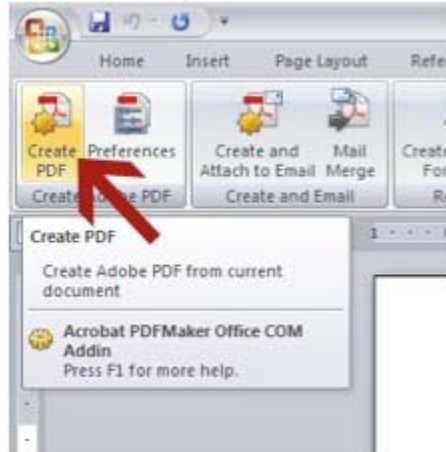 Home Insert Page Layout
Create PDF
Preferences
Create and Attach to Email
Mail Merge
Create and Email
Create PDF
Create Adobe PDF from current
document
Acrobat PDFMaker Office COM
Addin
Press F1 for more help.
1